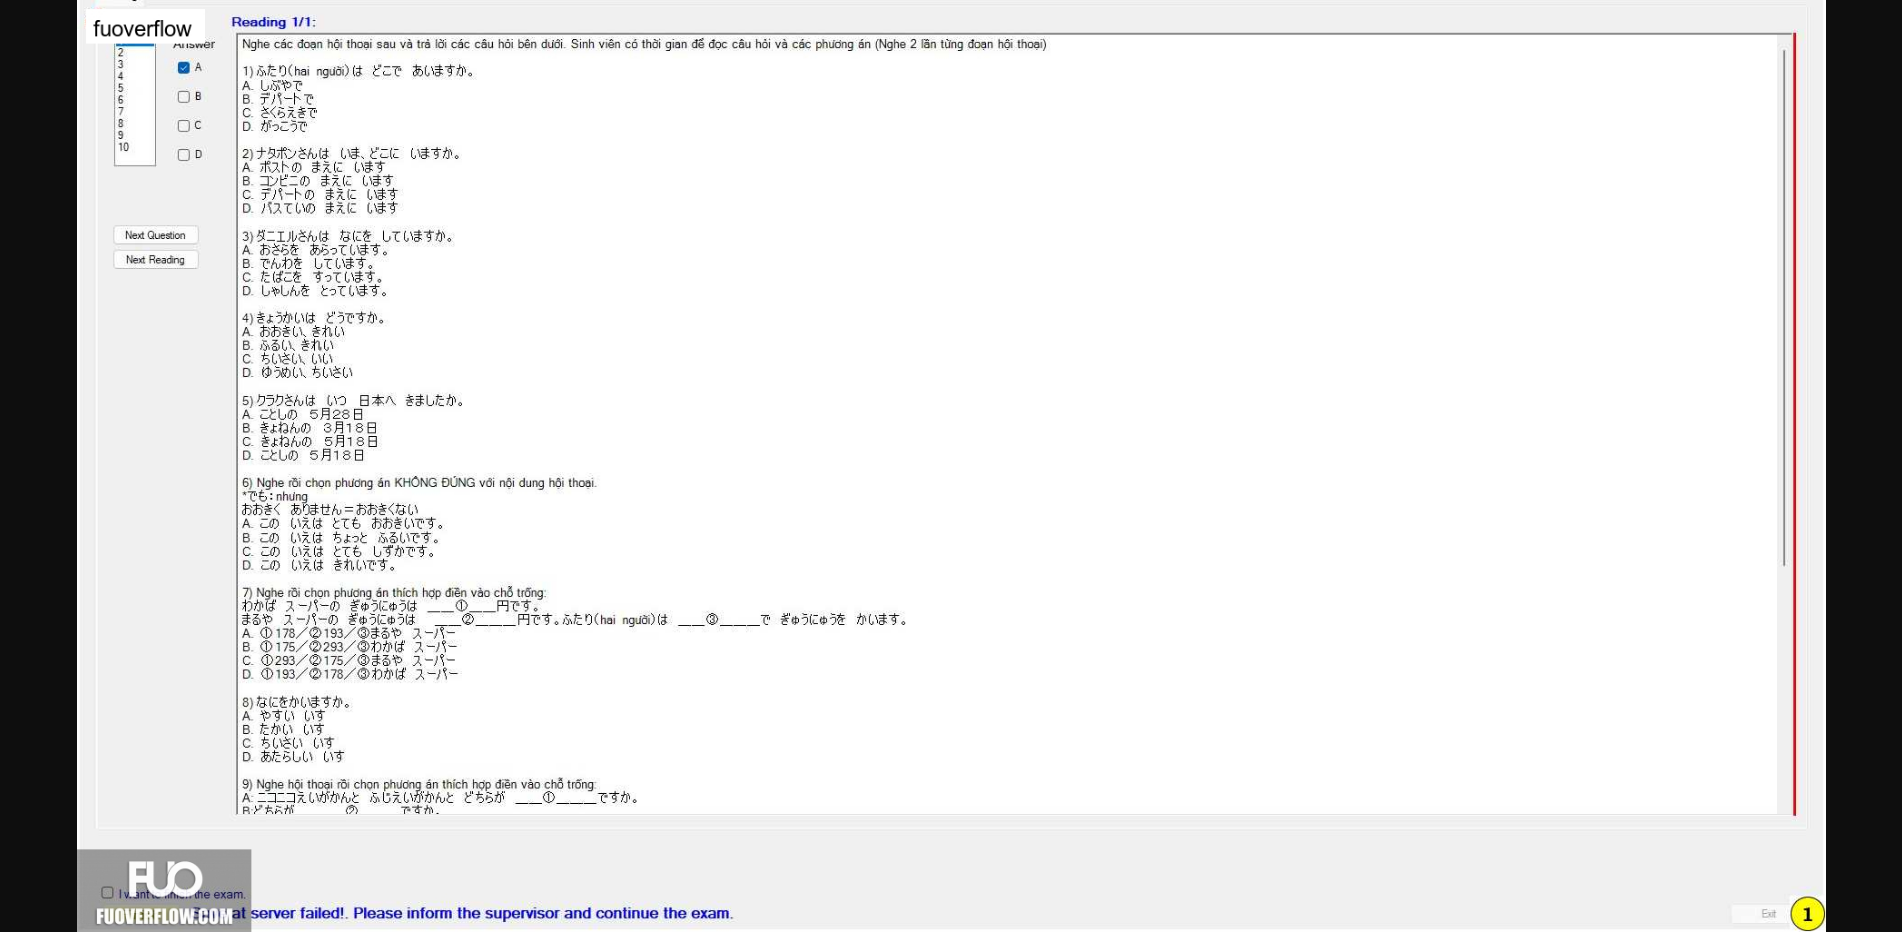 fuoverflow
Reading 1/1:
Answer
2
3
4
5
6
7
8
9
10
A
B
C
D
Next Question
Next Reading
Nghe các đoạn hội thoại sau và trả lời các câu hỏi bên dưới. Sinh viên có thời gian để đọc câu hỏi và các phương án (Nghe 2 lần từng đoạn hội thoại)
1) ふたり(hai người)は どこで あいますか。
A. しぶやで
B. デパートで
C. さくらえきで
D. がっこうで
2) ナタポンさんは いま、どこに いますか。
A. ポストの まえに います
B. コンビニの まえに います
C. デパートの まえに います
D. バスていの まえに います
3) ダニエルさんは なにを していますか。
A. おさらを あらっています。
B. でんわを しています。
C. たばこを すっています。
D. しゃしんを とっています。
4) きょうかいは どうですか。
A. おおきい、きれい
B. ふるい、きれい
C. ちいさい、いい
D. ゆうめい、ちいさい
5) クラクさんは いつ 日本へ きましたか。
A. ことしの 5月28日
B. きょねんの 3月18日
C. きょねんの 5月18日
D. ことしの 5月18日
6) Nghe rồi chọn phương án KHÔNG ĐÚNG với nội dung hội thoại.
*でも：nhưng
おおきく ありません＝おおきくない
A. この いえは とても おおきいです。
B. この いえは ちょっと ふるいです。
C. この いえは とても しずかです。
D. この いえは きれいです。
7) Nghe rồi chọn phương án thích hợp điền vào chỗ trống:
わかば スーパーの ぎゅうにゅうは ____①____円です。
まるや スーパーの ぎゅうにゅうは ____②______円です。ふたり(hai người)は ____③______で ぎゅうにゅうを かいます。
A. ①178／②193／③まるや スーパー
B. ①175／②293／③わかば スーパー
C. ①293／②175／③まるや スーパー
D. ①193／②178／③わかば スーパー
8) なにをかいますか。
A. やすい いす
B. たかい いす
C. ちいさい いす
D. あたらしい いす
9) Nghe hội thoại rồi chọn phương án thích hợp điền vào chỗ trống:
A: ニコニコえいがかんと ふじえいがかんと どちらが ____①______ですか。
B:どちらが ②______ですか。
FUO
the exam.
FUOVERFLOW.COM
at server failed!. Please inform the supervisor and continue the exam.
Exit
1